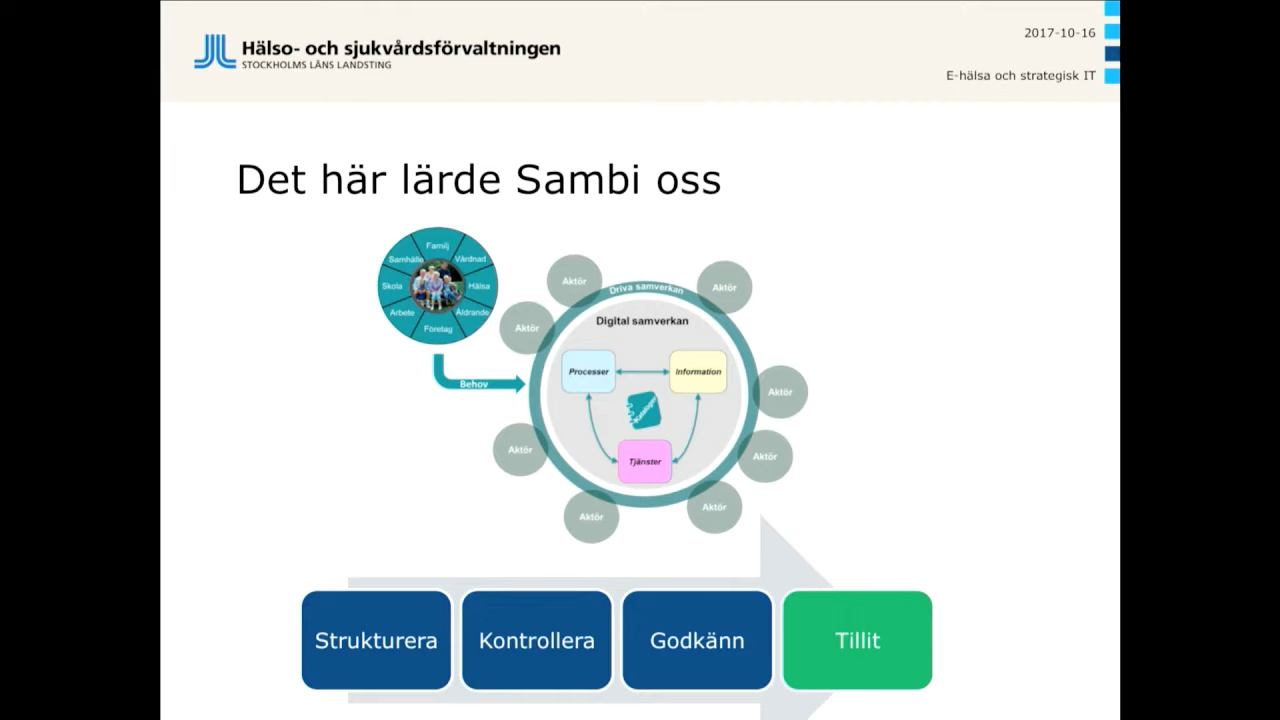 Hälso- och sjukvårdsförvaltningen
STOCKHOLMS LÄNS LANDSTING
2017-10-16
E-hälsa och strategisk IT
Det här lärde Sambi oss
Familj
Samhälle
Vårdnad
Skola
Hälsa
Arbete
Åldrande
Företag
Behov
Aktör
Aktör
Aktör
Driva samverkan
Digital samverkan
Processer
Information
Kataloger
Tjänster
Aktör
Aktör
Aktör
Aktör
Aktör
Strukturera
Kontrollera
Godkänn
Tillit